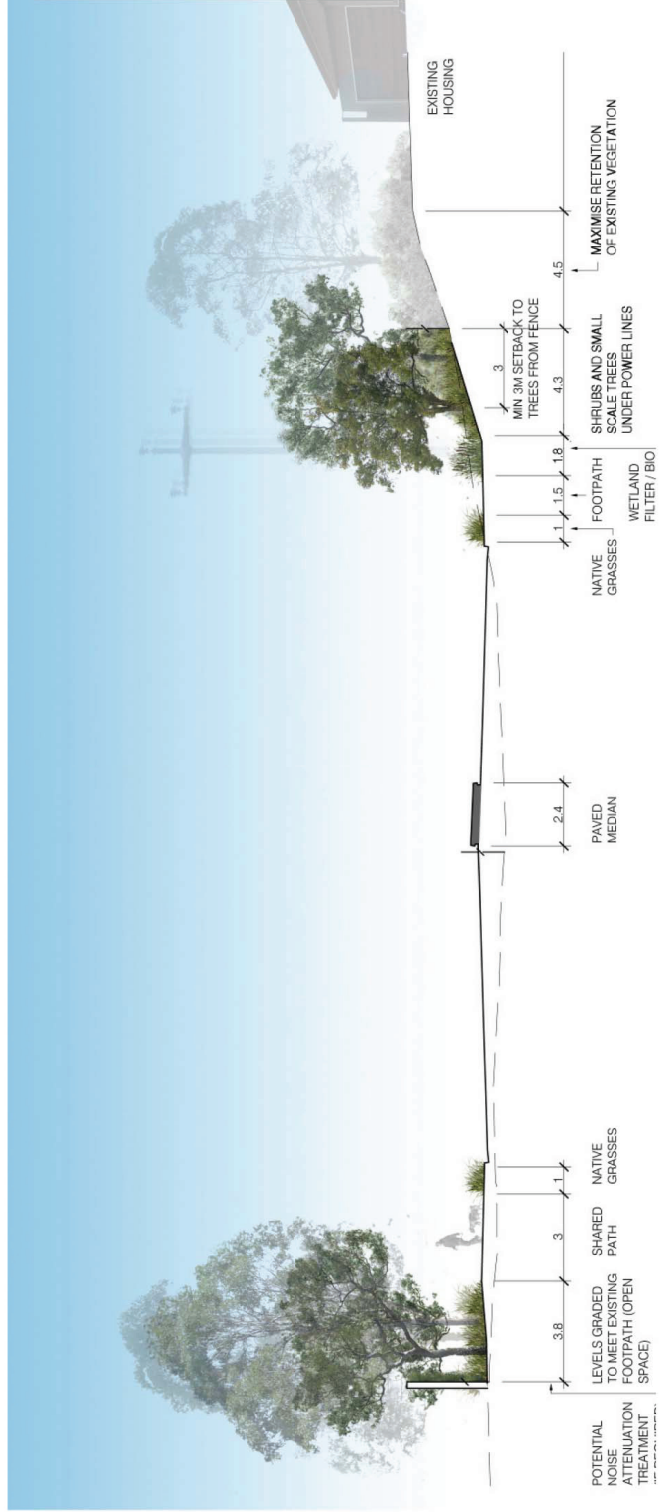 POTENTIAL
NOISE
ATTENUATION
TREATMENT
(IF REQUIRED)
3.8
LEVELS GRADED
TO MEET EXISTING
FOOTPATH (OPEN
SPACE)
3
SHARED
PATH
1
NATIVE
GRASSES
2.4
PAVED
MEDIAN
1
NATIVE
GRASSES
1.5
FOOTPATH
1.8
WETLAND
FILTER / BIO
3
MIN 3M SETBACK TO
TREES FROM FENCE
4.3
SHRUBS AND SMALL
SCALE TREES
UNDER POWER LINES
4.5
MAXIMISE RETENTION
OF EXISTING VEGETATION
EXISTING
HOUSING